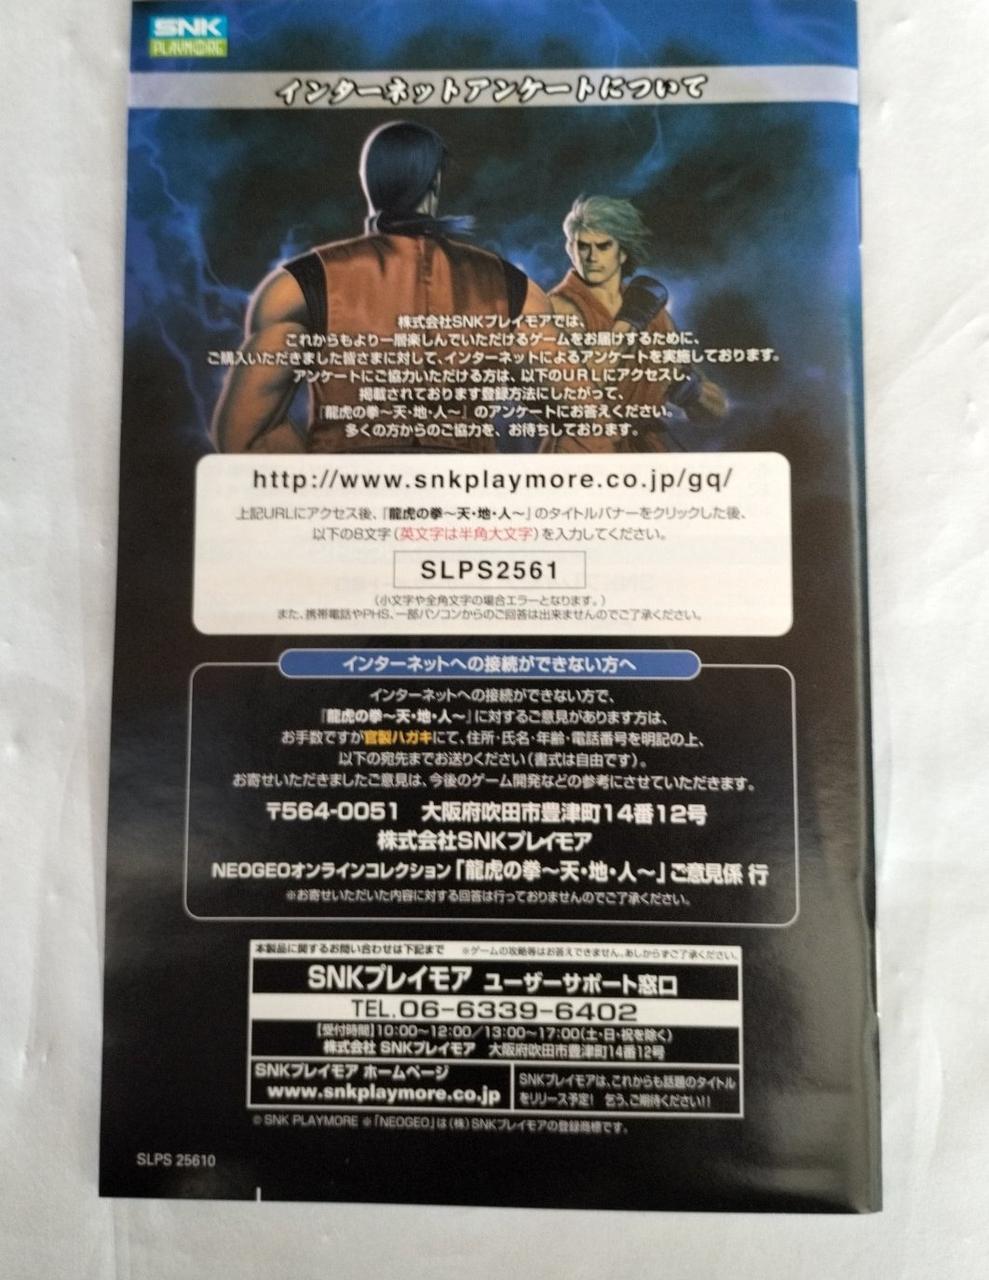 SNK
PLAYMORE
インターネットアンケートについて
株式会社SNKプレイモアでは、
これからもより一層楽しんでいただけるゲームをお届けするために、
ご購入いただきました皆さまに対して、インターネットによるアンケートを実施しております。
アンケートにご協力いただける方は、以下のURLにアクセスし、
掲載されております登録方法にしたがって、
『龍虎の拳〜天・地・人〜』のアンケートにお答えください。
多くの方からのご協力を、お待ちしております。
http://www.snkplaymore.co.jp/gq/
上記URLにアクセス後、『龍虎の拳〜天・地・人〜』のタイトルバナーをクリックした後、
以下の8文字(英文字は半角大文字)を入力してください。
SLPS2561
(小文字や全角文字の場合エラーとなります。)
また、携帯電話やPHS、一部パソコンからのご回答は出来ませんのでご了承ください。
インターネットへの接続ができない方へ
インターネットへの接続ができない方で、
『龍虎の拳〜天・地・人〜』に対するご意見があります方は、
お手数ですが官製ハガキにて、住所・氏名・年齢・電話番号を明記の上、
以下の宛先までお送りください(書式は自由です)。
お寄せいただきましたご意見は、今後のゲーム開発などの参考にさせていただきます。
〒564-0051 大阪府吹田市豊津町14番12号
株式会社SNKプレイモア
NEOGEOオンラインコレクション「龍虎の拳〜天・地・人〜」ご意見係 行
※お寄せいただいた内容に対する回答は行っておりませんのでご了承ください。
本製品に関するお問い合わせは下記まで ※ゲームの攻略等はお答えできません。あしからずご了承ください。
SNKプレイモア ユーザーサポート窓口
TEL.06-6339-6402
【受付時間】10:00〜12:00/13:00〜17:00(土・日・祝を除く)
株式会社 SNKプレイモア 大阪府吹田市豊津町14番12号
SNKプレイモア ホームページ
www.snkplaymore.co.jp
SNKプレイモアは、これからも話題のタイトル
をリリース予定! 乞う、ご期待ください!!
© SNK PLAYMORE ※「NEOGEO」は(株)SNKプレイモアの登録商標です。
SLPS 25610